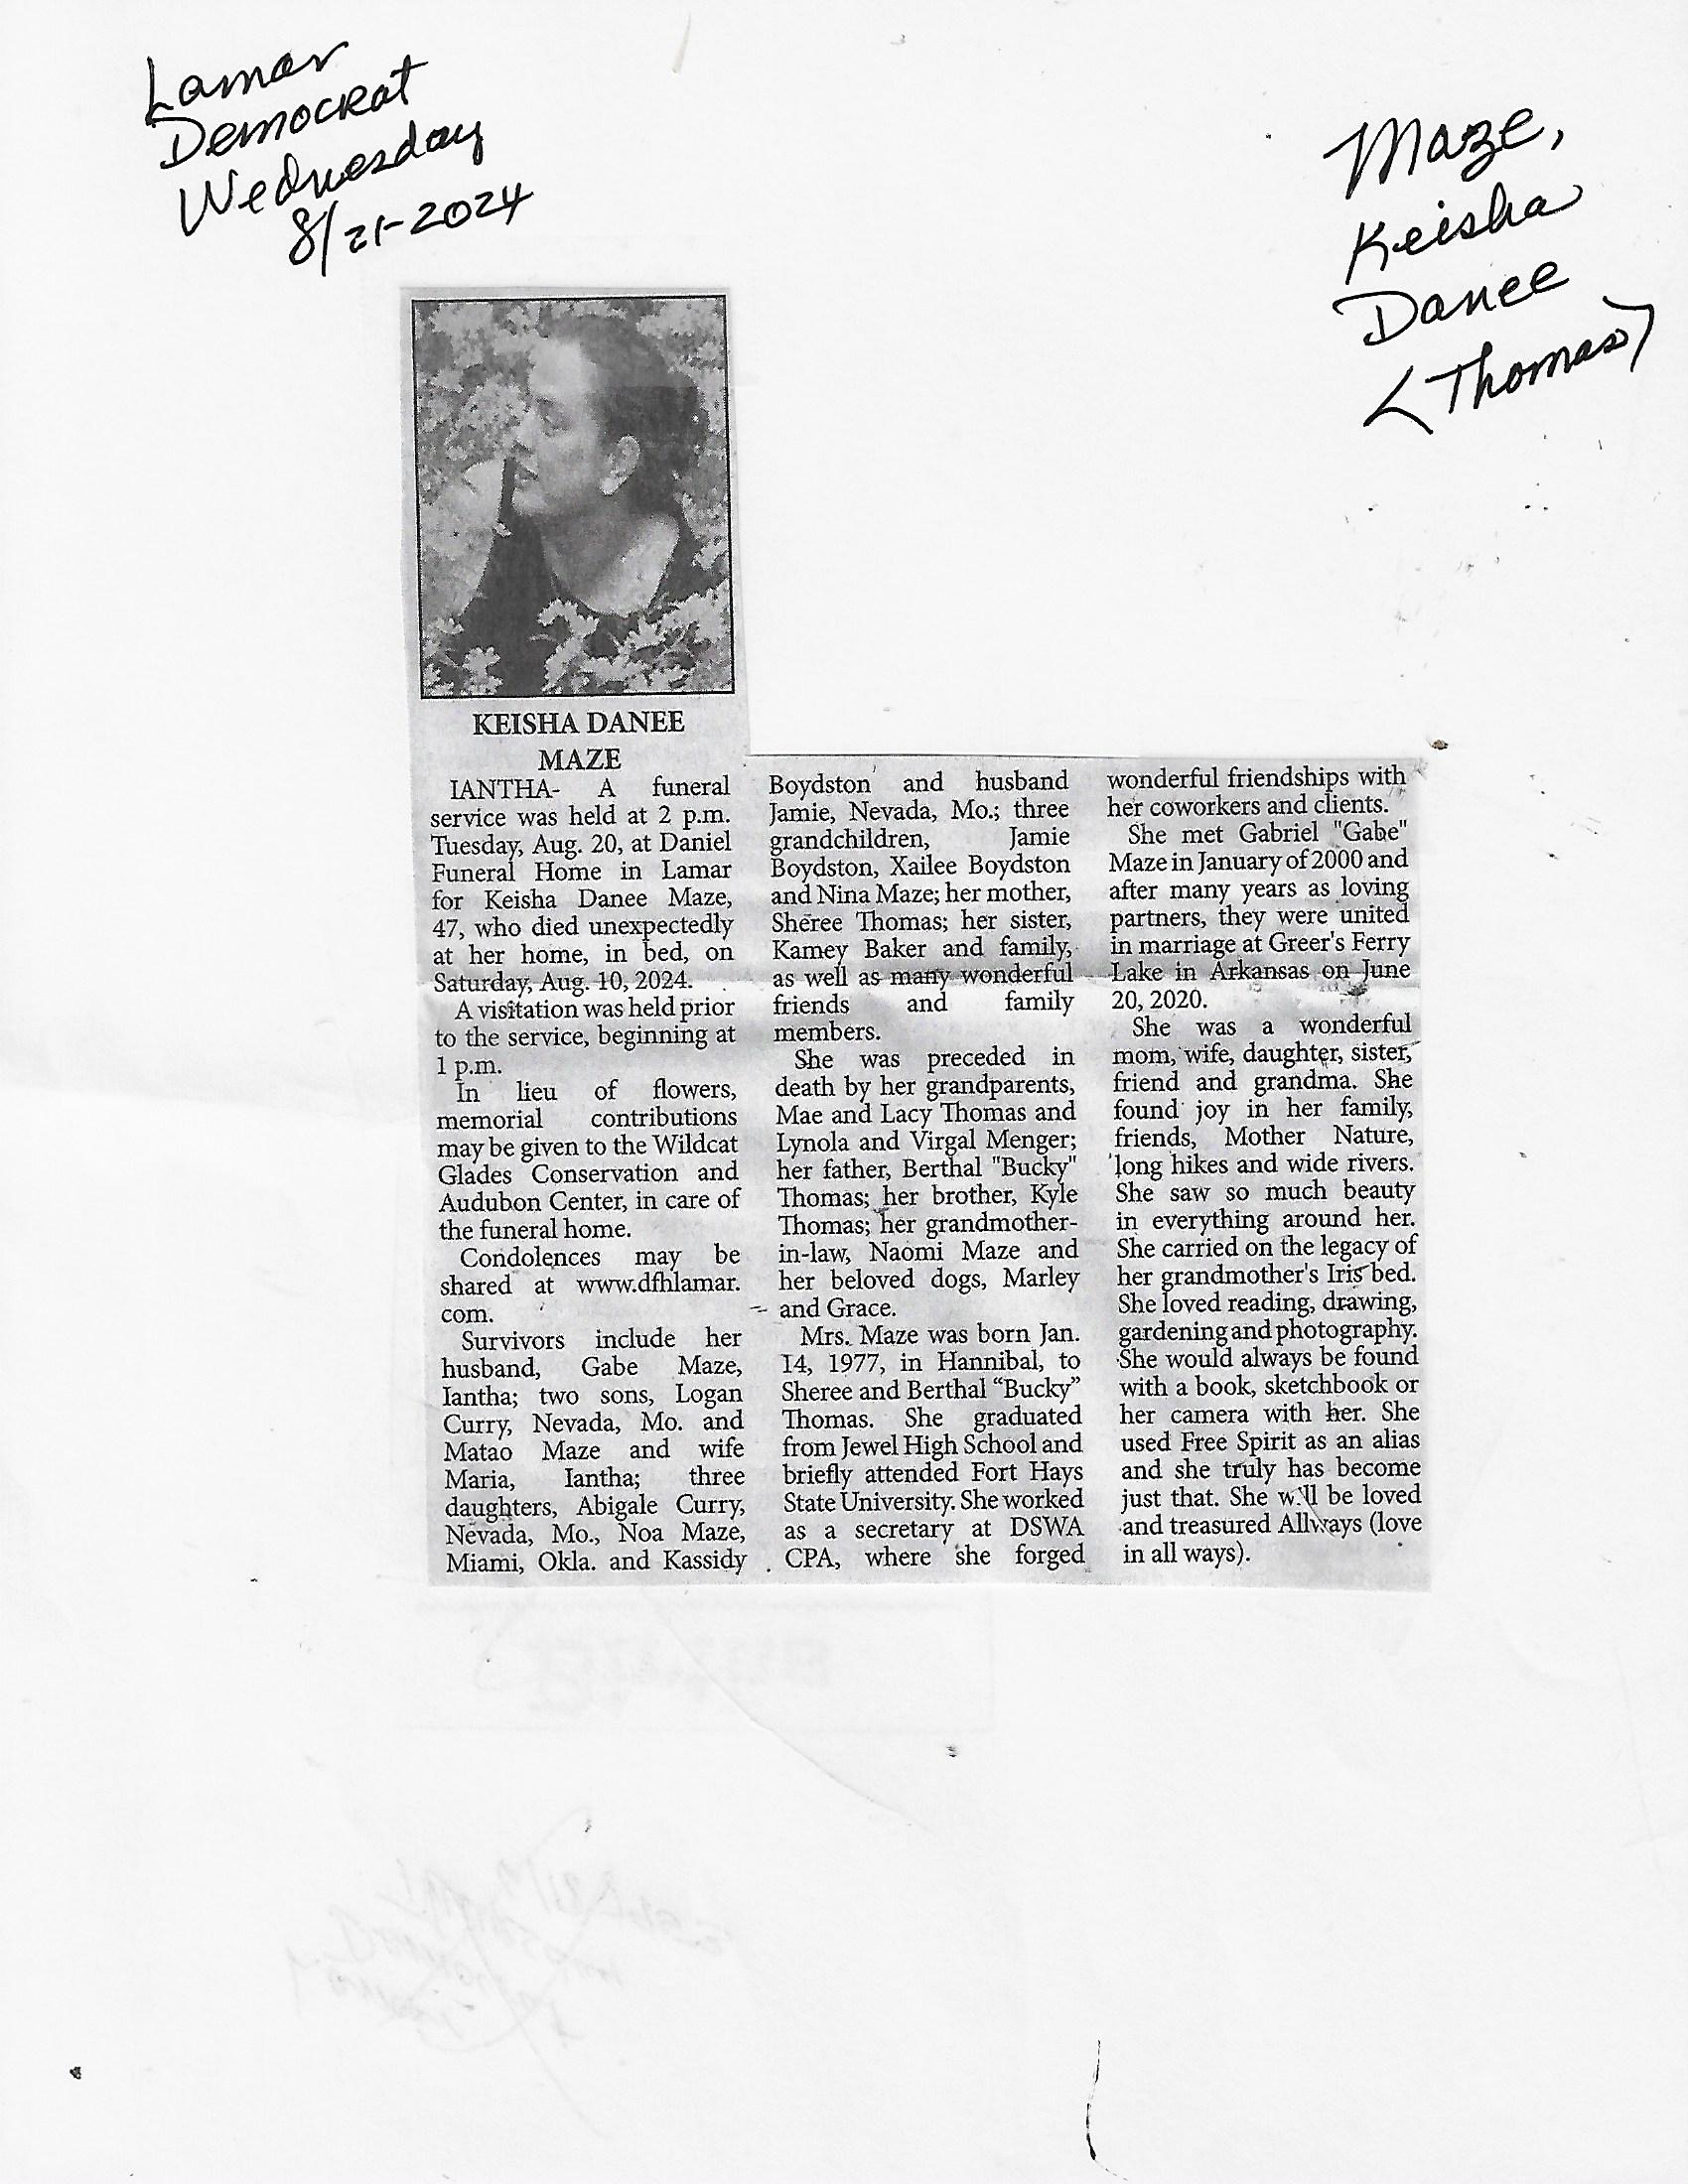 Lamar
Democrat
Wednesday
8/21-2024
Maze,
Keisha
Danee
<Thomas>
KEISHA DANEE
MAZE
IANTHA- A funeral
service was held at 2 p.m.
Tuesday, Aug. 20, at Daniel
Funeral Home in Lamar
for Keisha Danee Maze,
47, who died unexpectedly
at her home, in bed, on
Saturday, Aug. 10, 2024.
A visitation was held prior
to the service, beginning at
1 p.m.
In lieu of flowers,
memorial contributions
may be given to the Wildcat
Glades Conservation and
Audubon Center, in care of
the funeral home.
Condolences may be
shared at www.dfhlamar.
com.
Survivors include her
husband, Gabe Maze,
Iantha; two sons, Logan
Curry, Nevada, Mo. and
Matao Maze and wife
Maria, Iantha; three
daughters, Abigale Curry,
Nevada, Mo., Noa Maze,
Miami, Okla. and Kassidy
Boydston and husband
Jamie, Nevada, Mo.; three
grandchildren, Jamie
Boydston, Xailee Boydston
and Nina Maze; her mother,
Sheree Thomas; her sister,
Kamey Baker and family,
as well as many wonderful
friends and family
members.
She was preceded in
death by her grandparents,
Mae and Lacy Thomas and
Lynola and Virgal Menger;
her father, Berthal "Bucky"
Thomas; her brother, Kyle
Thomas; her grandmother-
in-law, Naomi Maze and
her beloved dogs, Marley
and Grace.
Mrs. Maze was born Jan.
14, 1977, in Hannibal, to
Sheree and Berthal “Bucky”
Thomas. She graduated
from Jewel High School and
briefly attended Fort Hays
State University. She worked
as a secretary at DSWA
CPA, where she forged
wonderful friendships with
her coworkers and clients.
She met Gabriel "Gabe"
Maze in January of 2000 and
after many years as loving
partners, they were united
in marriage at Greer's Ferry
Lake in Arkansas on June
20, 2020.
She was a wonderful
mom, wife, daughter, sister,
friend and grandma. She
found joy in her family,
friends, Mother Nature,
long hikes and wide rivers.
She saw so much beauty
in everything around her.
She carried on the legacy of
her grandmother's Iris bed.
She loved reading, drawing,
gardening and photography.
She would always be found
with a book, sketchbook or
her camera with her. She
used Free Spirit as an alias
and she truly has become
just that. She will be loved
and treasured Allways (love
in all ways).